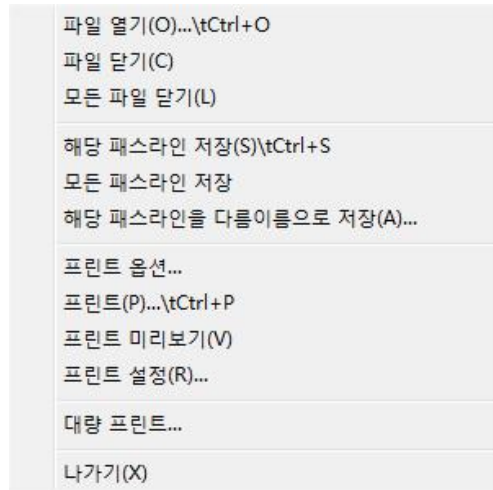 파일 열기(O)...\tCtrl+O
파일 닫기(C)
모든 파일 닫기(L)
해당 패스라인 저장(S)\tCtrl+S
모든 패스라인 저장
해당 패스라인을 다름이름으로 저장(A)...
프린트 옵션...
프린트(P)...\tCtrl+P
프린트 미리보기(V)
프린트 설정(R)...
대량 프린트...
나가기(X)